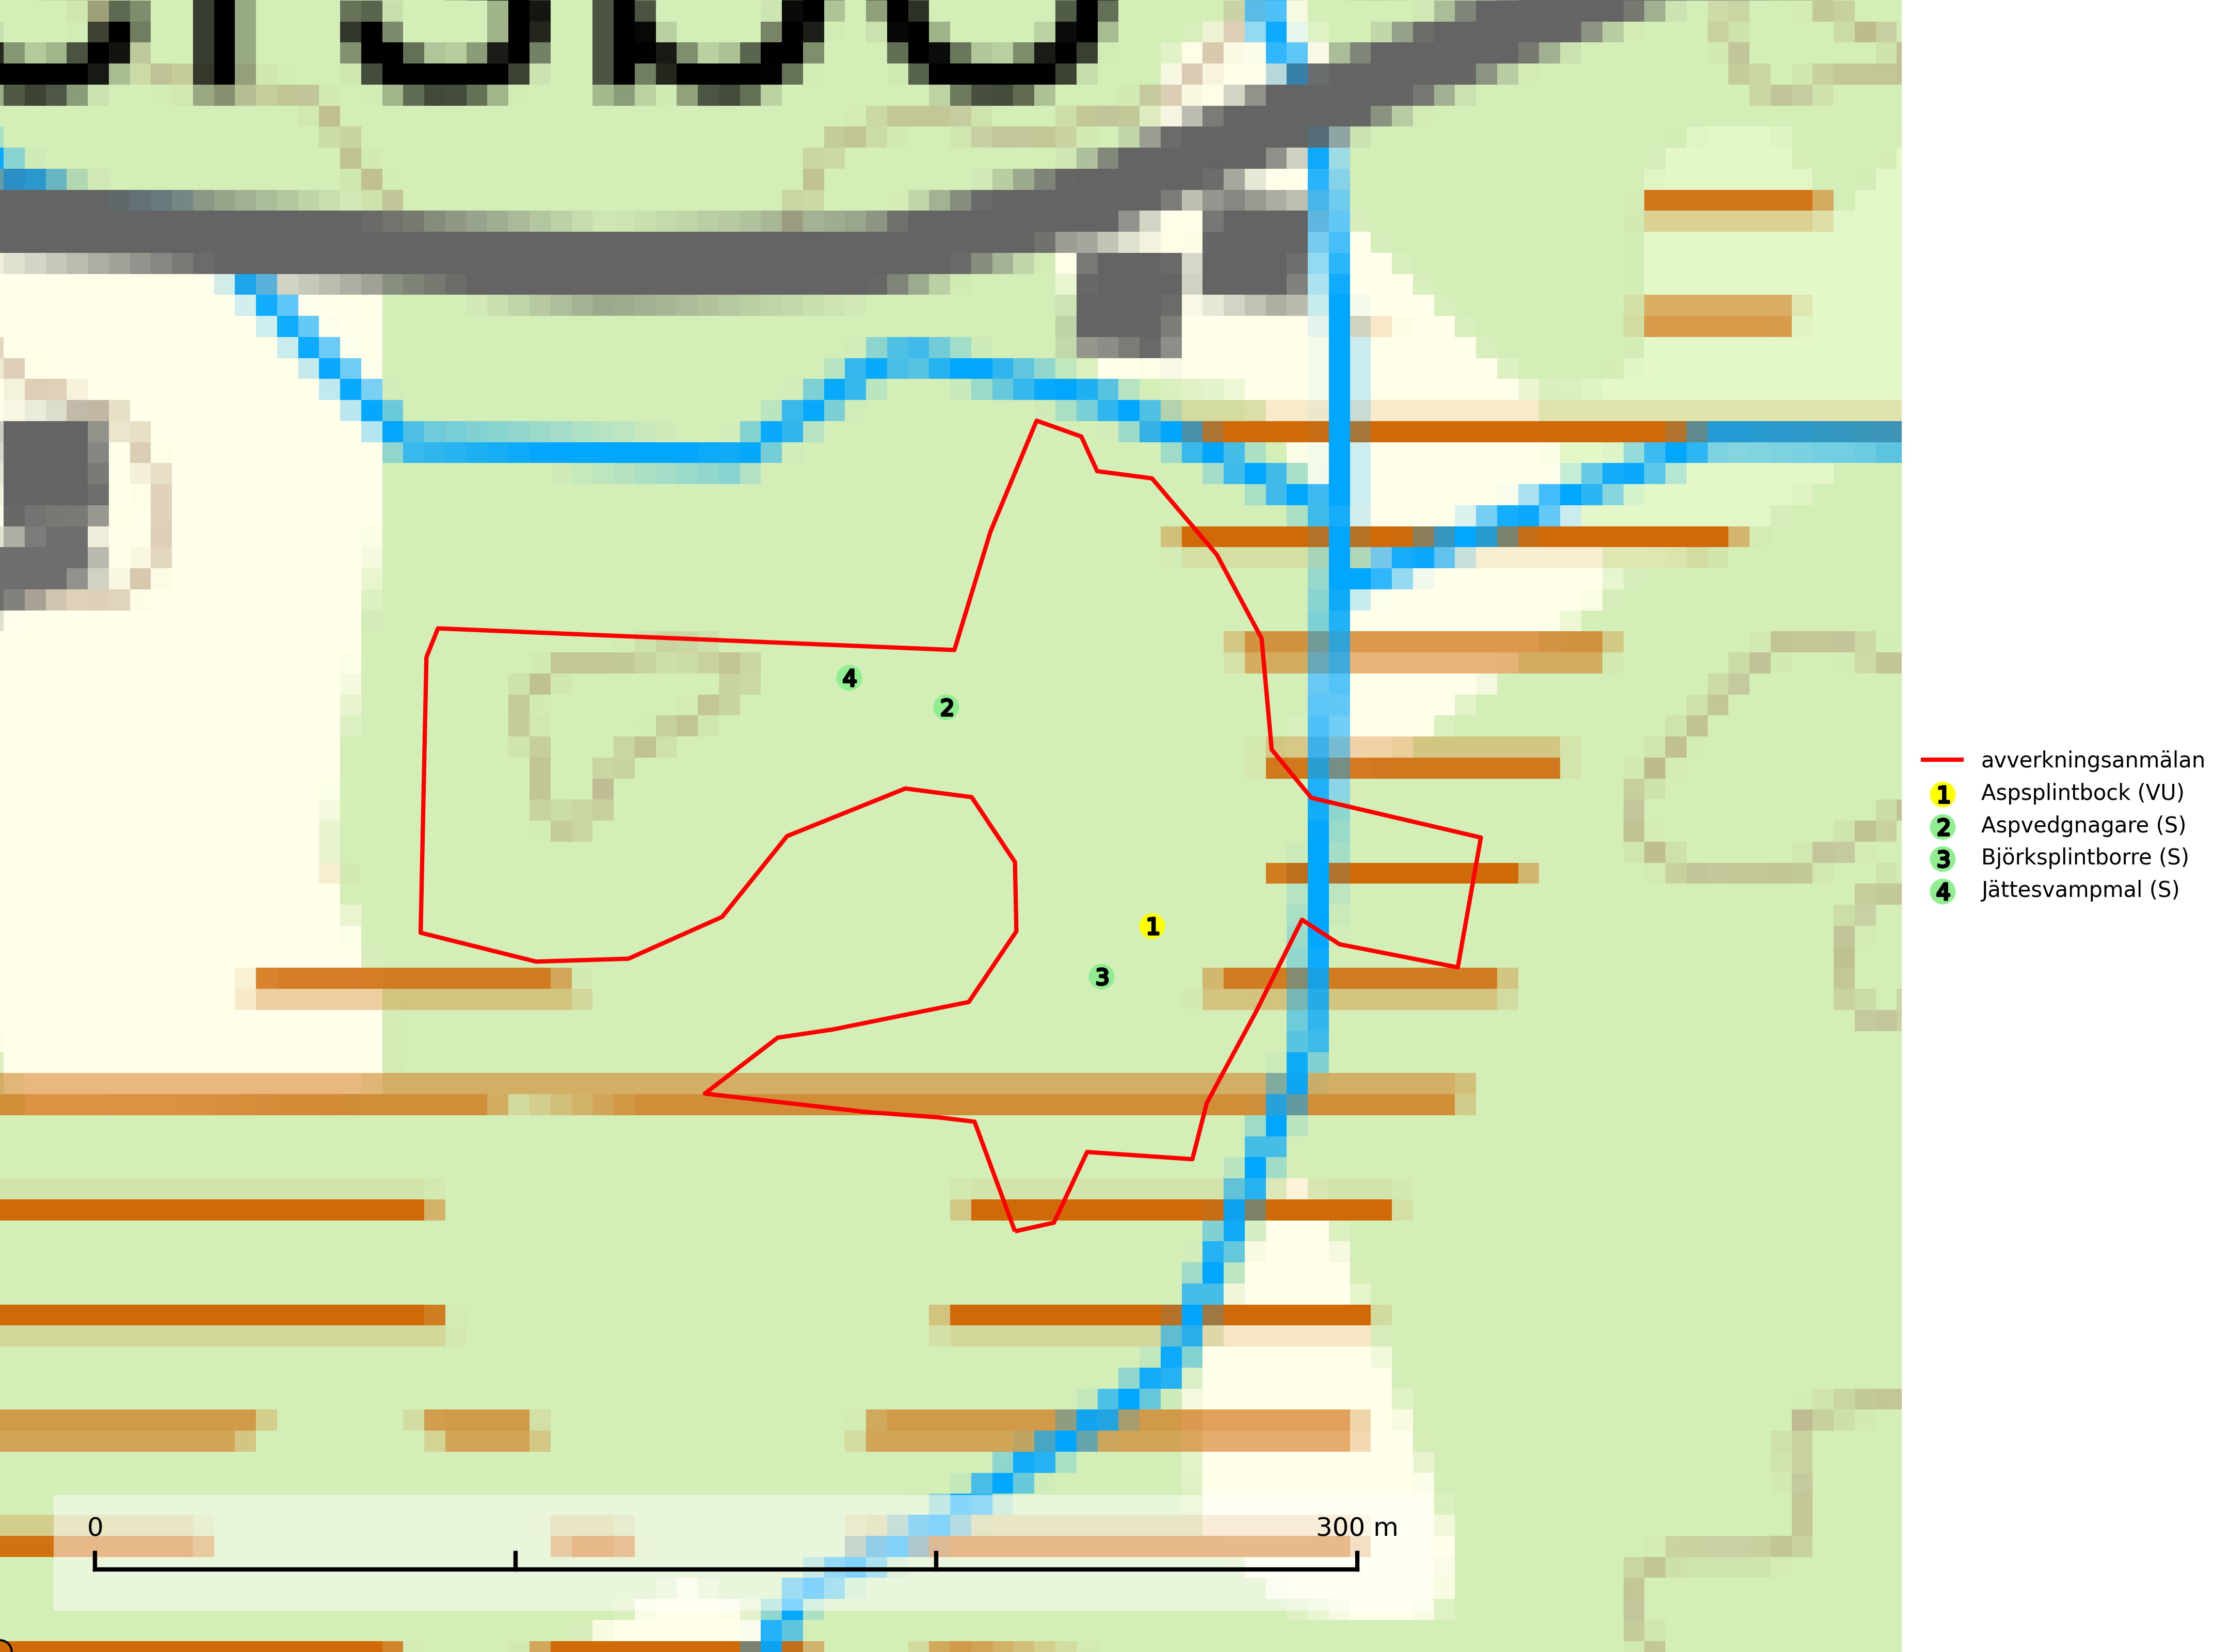 4
2
1
3
avverkningsanmälan
1 Aspsplintbock (VU)
2 Aspvedgnagare (S)
3 Björksplintborre (S)
4 Jättesvampmal (S)
0 300 m